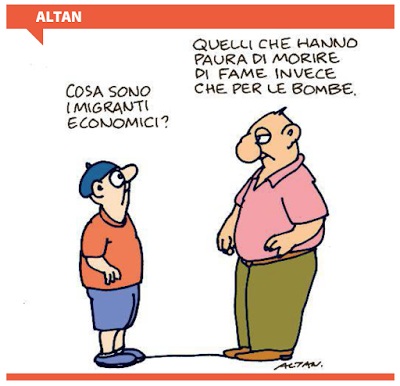 ALTAN
COSA SONO
I MIGRANTI
ECONOMICI?
QUELLI CHE HANNO
PAURA DI MORIRE
DI FAME INVECE
CHE PER LE BOMBE.
ALTAN.